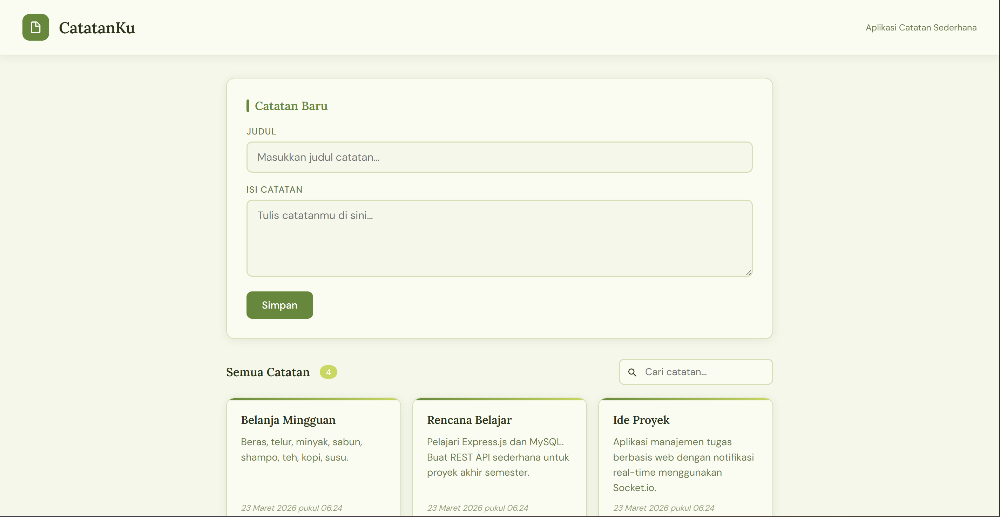 CatatanKu
Aplikasi Catatan Sederhana
Catatan Baru
JUDUL
Masukkan judul catatan...
ISI CATATAN
Tulis catatanmu di sini...
Simpan
Semua Catatan 4
Cari catatan...
Belanja Mingguan
Beras, telur, minyak, sabun,
shampo, teh, kopi, susu.
23 Maret 2026 pukul 06.24
Rencana Belajar
Pelajari Express.js dan MySQL.
Buat REST API sederhana untuk
proyek akhir semester.
23 Maret 2026 pukul 06.24
Ide Proyek
Aplikasi manajemen tugas
berbasis web dengan notifikasi
real-time menggunakan
Socket.io.
23 Maret 2026 pukul 06.24